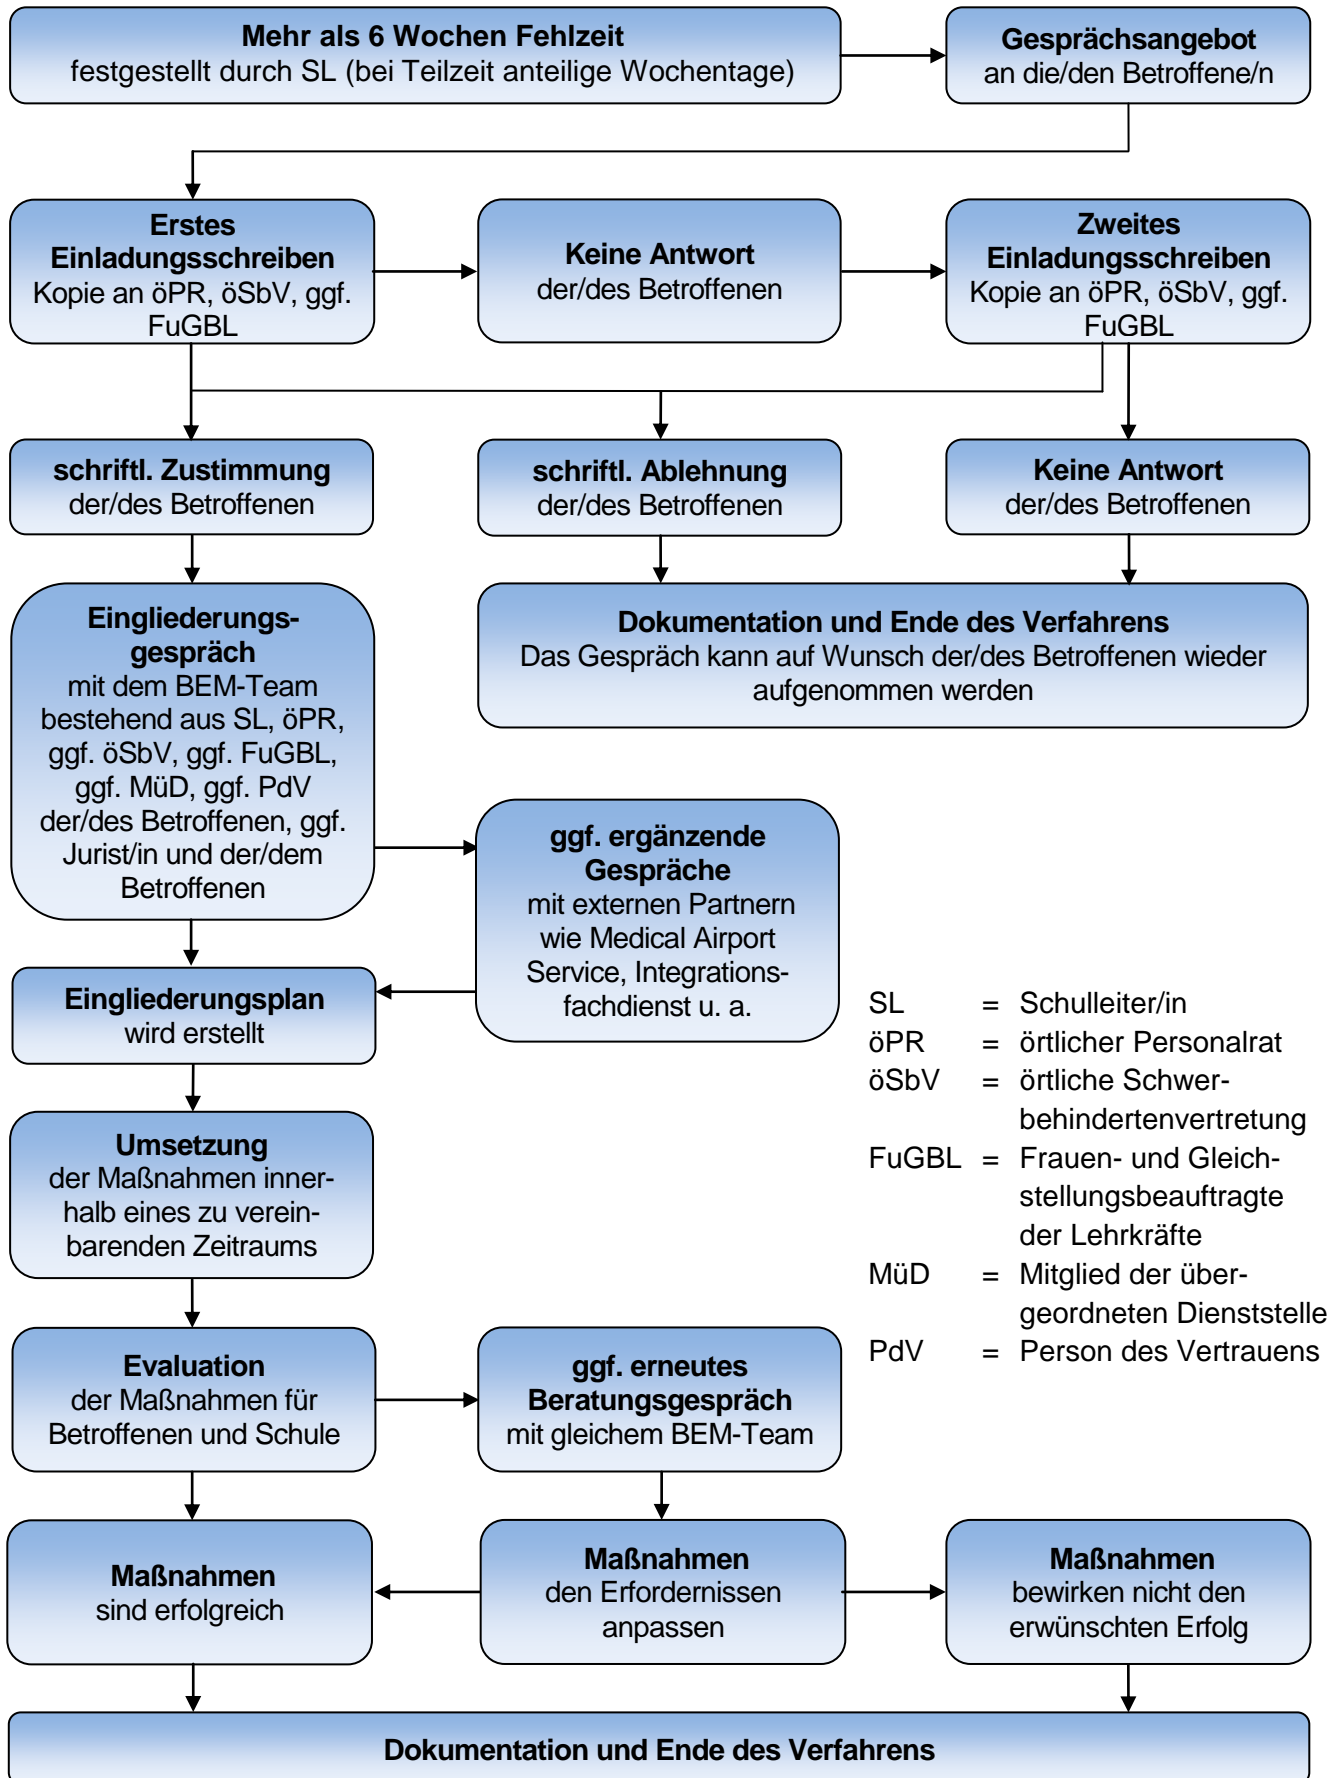 Mehr als 6 Wochen Fehlzeit
festgestellt durch SL (bei Teilzeit anteilige Wochentage)
Gesprächsangebot
an die/den Betroffene/n
Erstes
Einladungsschreiben
Kopie an öPR, öSbV, ggf.
FuGBL
Keine Antwort
der/des Betroffenen
Zweites
Einladungsschreiben
Kopie an öPR, öSbV, ggf.
FuGBL
schriftl. Zustimmung
der/des Betroffenen
schriftl. Ablehnung
der/des Betroffenen
Keine Antwort
der/des Betroffenen
Eingliederungs-
gespräch
mit dem BEM-Team
bestehend aus SL, öPR,
ggf. öSbV, ggf. FuGBL,
ggf. MüD, ggf. PdV
der/des Betroffenen, ggf.
Jurist/in und der/dem
Betroffenen
Dokumentation und Ende des Verfahrens
Das Gespräch kann auf Wunsch der/des Betroffenen wieder
aufgenommen werden
ggf. ergänzende
Gespräche
mit externen Partnern
wie Medical Airport
Service, Integrations-
fachdienst u. a.
Eingliederungsplan
wird erstellt
SL = Schulleiter/in
öPR = örtlicher Personalrat
öSbV = örtliche Schwer-
behindertenvertretung
FuGBL = Frauen- und Gleich-
stellungsbeauftragte
der Lehrkräfte
MüD = Mitglied der über-
geordneten Dienststelle
PdV = Person des Vertrauens
Umsetzung
der Maßnahmen inner-
halb eines zu verein-
barenden Zeitraums
Evaluation
der Maßnahmen für
Betroffenen und Schule
ggf. erneutes
Beratungsgespräch
mit gleichem BEM-Team
Maßnahmen
sind erfolgreich
Maßnahmen
den Erfordernissen
anpassen
Maßnahmen
bewirken nicht den
erwünschten Erfolg
Dokumentation und Ende des Verfahrens